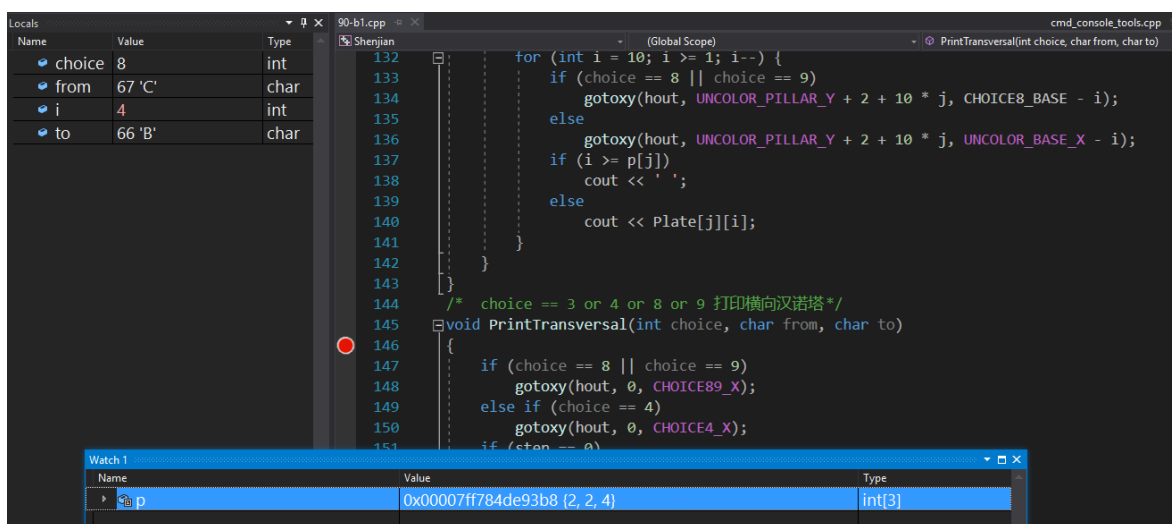 Locals
Name Value Type
choice 8 int
from 67 'C' char
i 4 int
to 66 'B' char
90-b1.cpp cmd_console_tools.cpp
Shenjian (Global Scope) PrintTransversal(int choice, char from, char to)
132 for (int i = 10; i >= 1; i--) {
133 if (choice == 8 || choice == 9)
134 gotoxy(hout, UNCOLOR_PILLAR_Y + 2 + 10 * j, CHOICE8_BASE - i);
135 else
136 gotoxy(hout, UNCOLOR_PILLAR_Y + 2 + 10 * j, UNCOLOR_BASE_X - i);
137 if (i >= p[j])
138 cout << ' ';
139 else
140 cout << Plate[j][i];
141 }
142 }
143 }
144 /* choice == 3 or 4 or 8 or 9 打印横向汉诺塔*/
145 void PrintTransversal(int choice, char from, char to)
146 {
147 if (choice == 8 || choice == 9)
148 gotoxy(hout, 0, CHOICE89_X);
149 else if (choice == 4)
150 gotoxy(hout, 0, CHOICE4_X);
151 if (step == 0)
Watch 1
Name Value Type
p 0x00007ff784de93b8 {2, 2, 4} int[3]